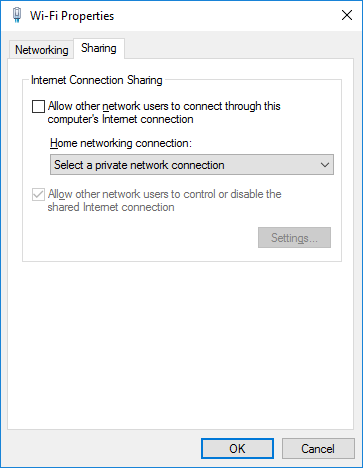 Wi-Fi Properties
Networking
Sharing
Internet Connection Sharing
Allow other network users to connect through this
computer's Internet connection
Home networking connection:
Select a private network connection
Allow other network users to control or disable the
shared Internet connection
Settings...
OK
Cancel